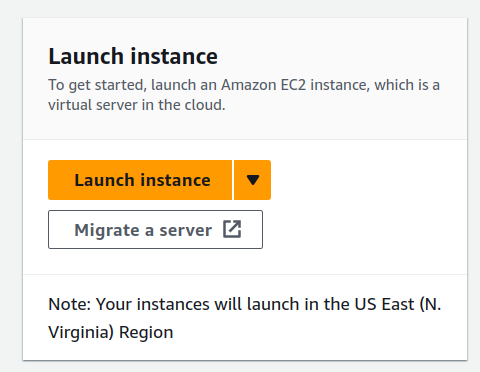 Launch instance
To get started, launch an Amazon EC2 instance, which is a
virtual server in the cloud.
Launch instance
Migrate a server
Note: Your instances will launch in the US East (N.
Virginia) Region